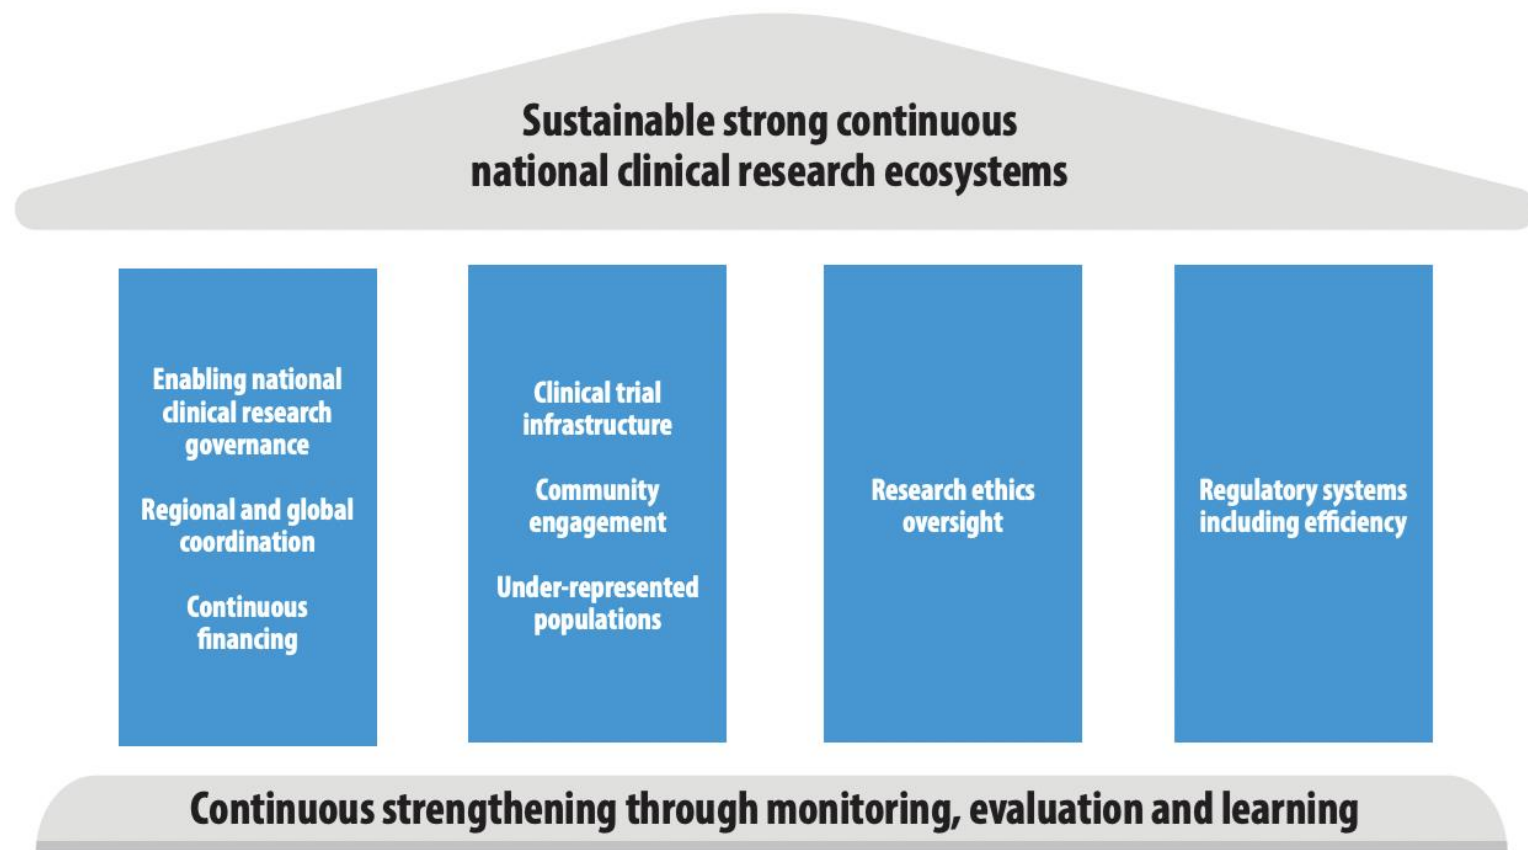 Sustainable strong continuous
national clinical research ecosystems
Enabling national
clinical research
governance
Regional and global
coordination
Continuous
financing
Clinical trial
infrastructure
Community
engagement
Under-represented
populations
Research ethics
oversight
Regulatory systems
including efficiency
Continuous strengthening through monitoring, evaluation and learning